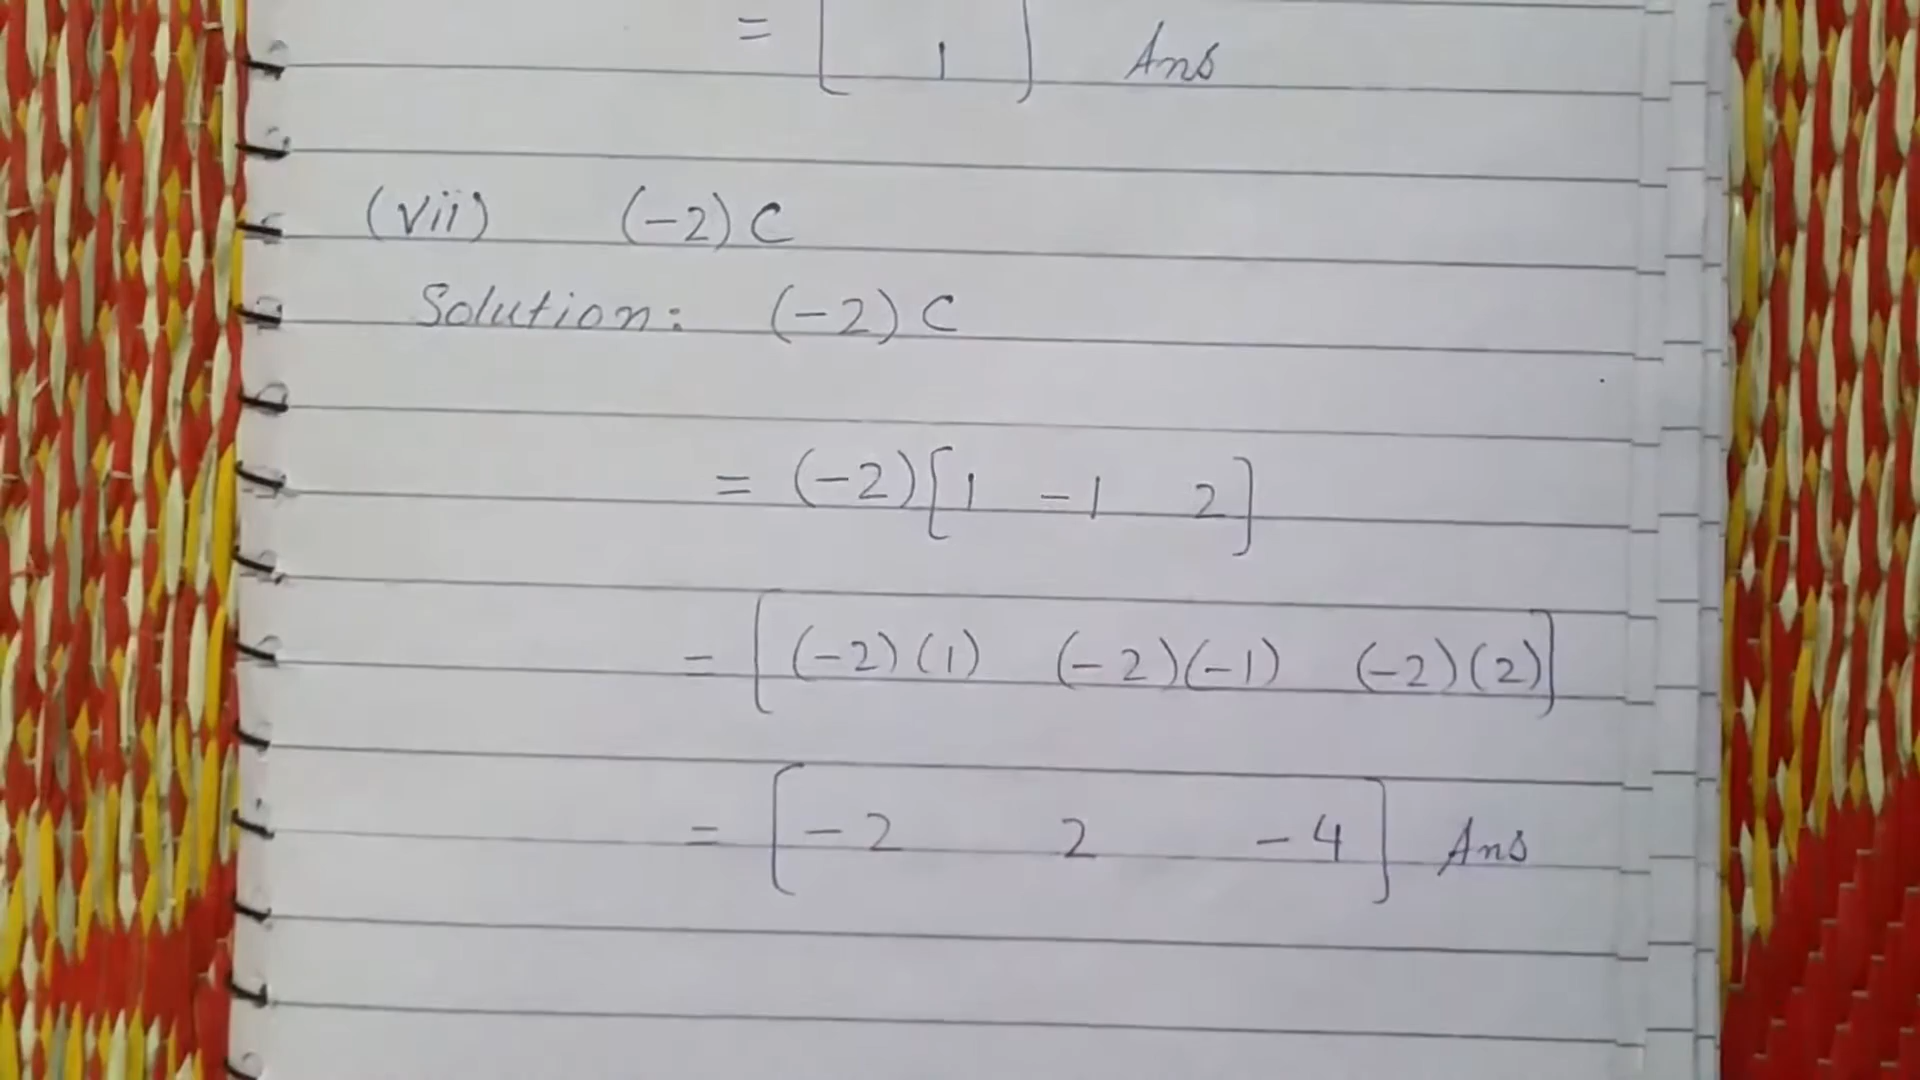 = [ 1 ] Ans
(vii) (-2) C
Solution: (-2) C
= (-2) [1 -1 2]
= [(-2)(1) (-2)(-1) (-2)(2)]
= [-2 2 -4] Ans